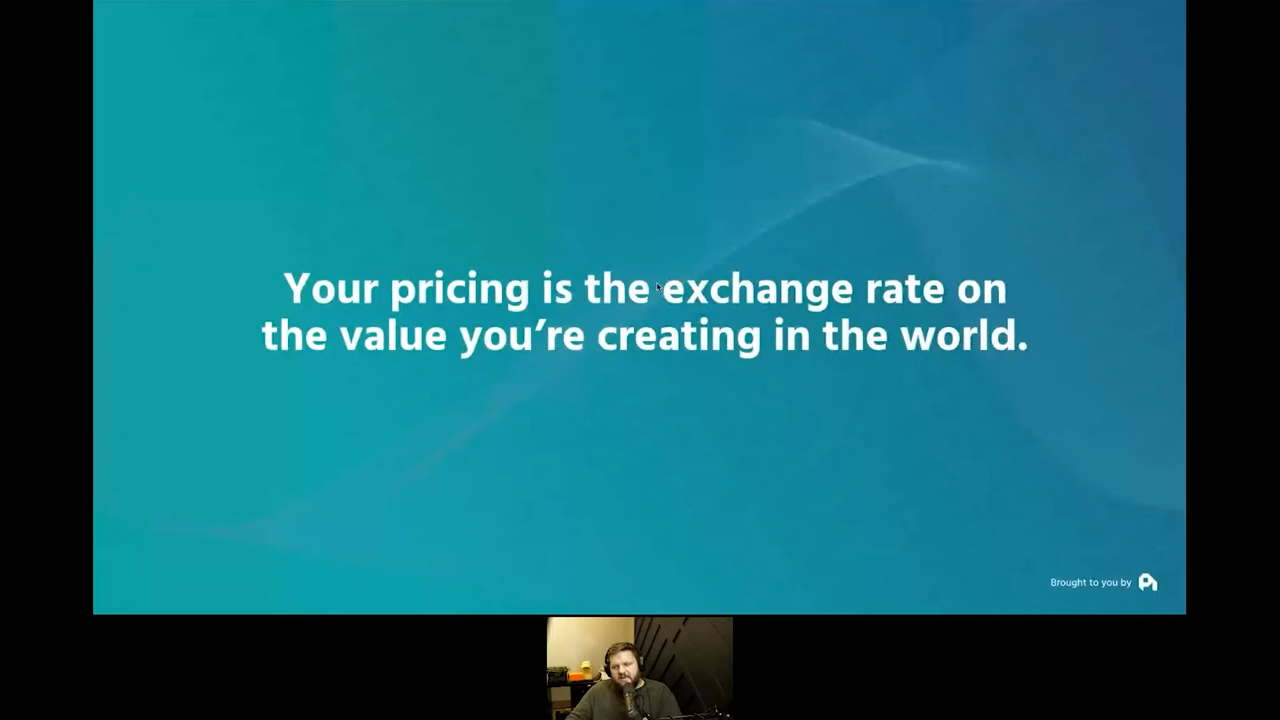 Your pricing is the exchange rate on
the value you’re creating in the world.
Brought to you by